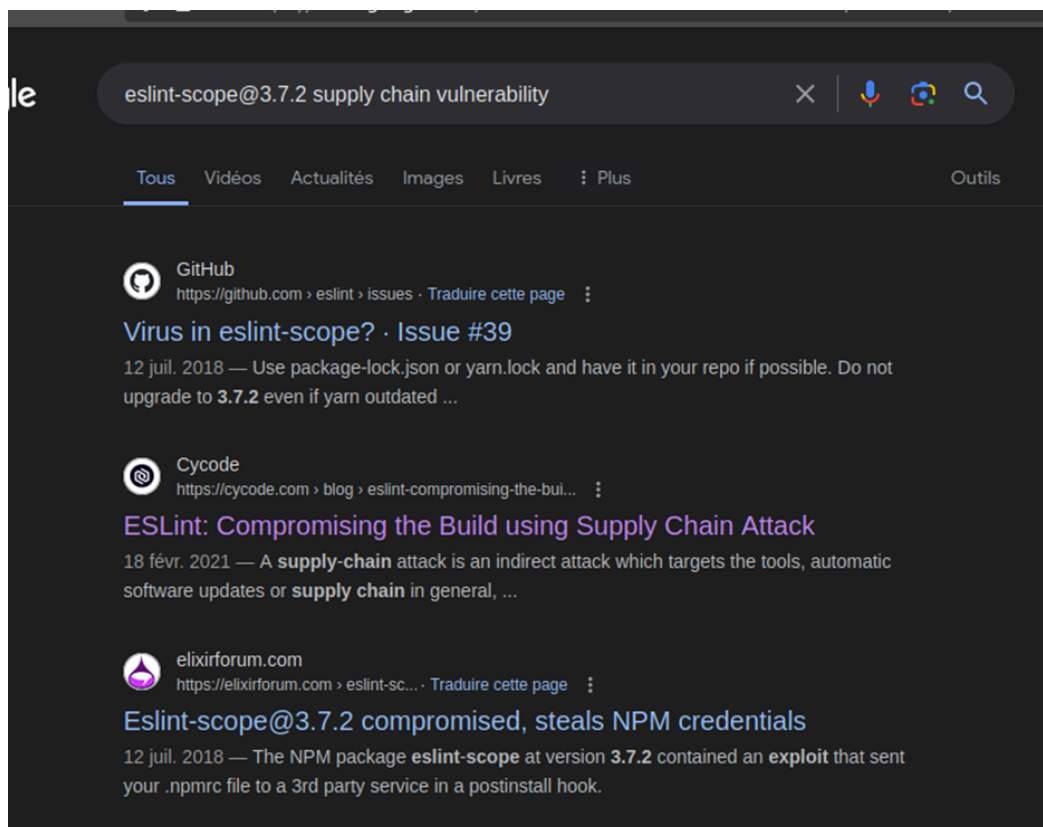 le
eslint-scope@3.7.2 supply chain vulnerability
Tous Vidéos Actualités Images Livres Plus Outils
GitHub
https://github.com › eslint › issues · Traduire cette page
Virus in eslint-scope? · Issue #39
12 juil. 2018 — Use package-lock.json or yarn.lock and have it in your repo if possible. Do not
upgrade to 3.7.2 even if yarn outdated ...
Cycode
https://cycode.com › blog › eslint-compromising-the-bui...
ESLint: Compromising the Build using Supply Chain Attack
18 févr. 2021 — A supply-chain attack is an indirect attack which targets the tools, automatic
software updates or supply chain in general, ...
elixirforum.com
https://elixirforum.com › eslint-sc... · Traduire cette page
Eslint-scope@3.7.2 compromised, steals NPM credentials
12 juil. 2018 — The NPM package eslint-scope at version 3.7.2 contained an exploit that sent
your .npmrc file to a 3rd party service in a postinstall hook.